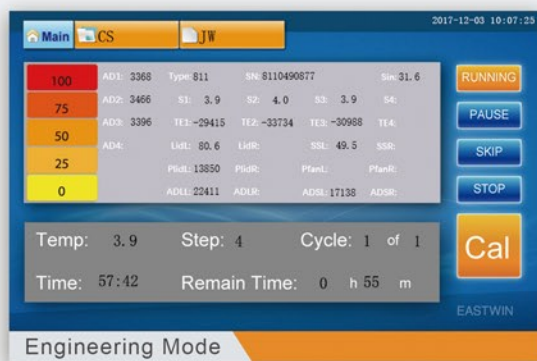 2017-12-03 10:07:25
Main CS JW
100
75
50
25
0
AD1: 3368 Type: 811 SN: 8110490877 Sin: 31.6
AD2: 3466 S1: 3.9 S2: 4.0 S3: 3.9 S4:
AD3: 3396 TE1: -29415 TE2: -33734 TE3: -30988 TE4:
AD4: LidL: 80.6 LidR: SSL: 49.5 SSR:
PlidL: 13850 PlidR: PfanL: PfanR:
ADLL: 22411 ADLR: ADSL: 17138 ADSR:
RUNNING
PAUSE
SKIP
STOP
Temp: 3.9 Step: 4 Cycle: 1 of 1
Time: 57:42 Remain Time: 0 h 55 m
Cal
EASTWIN
Engineering Mode